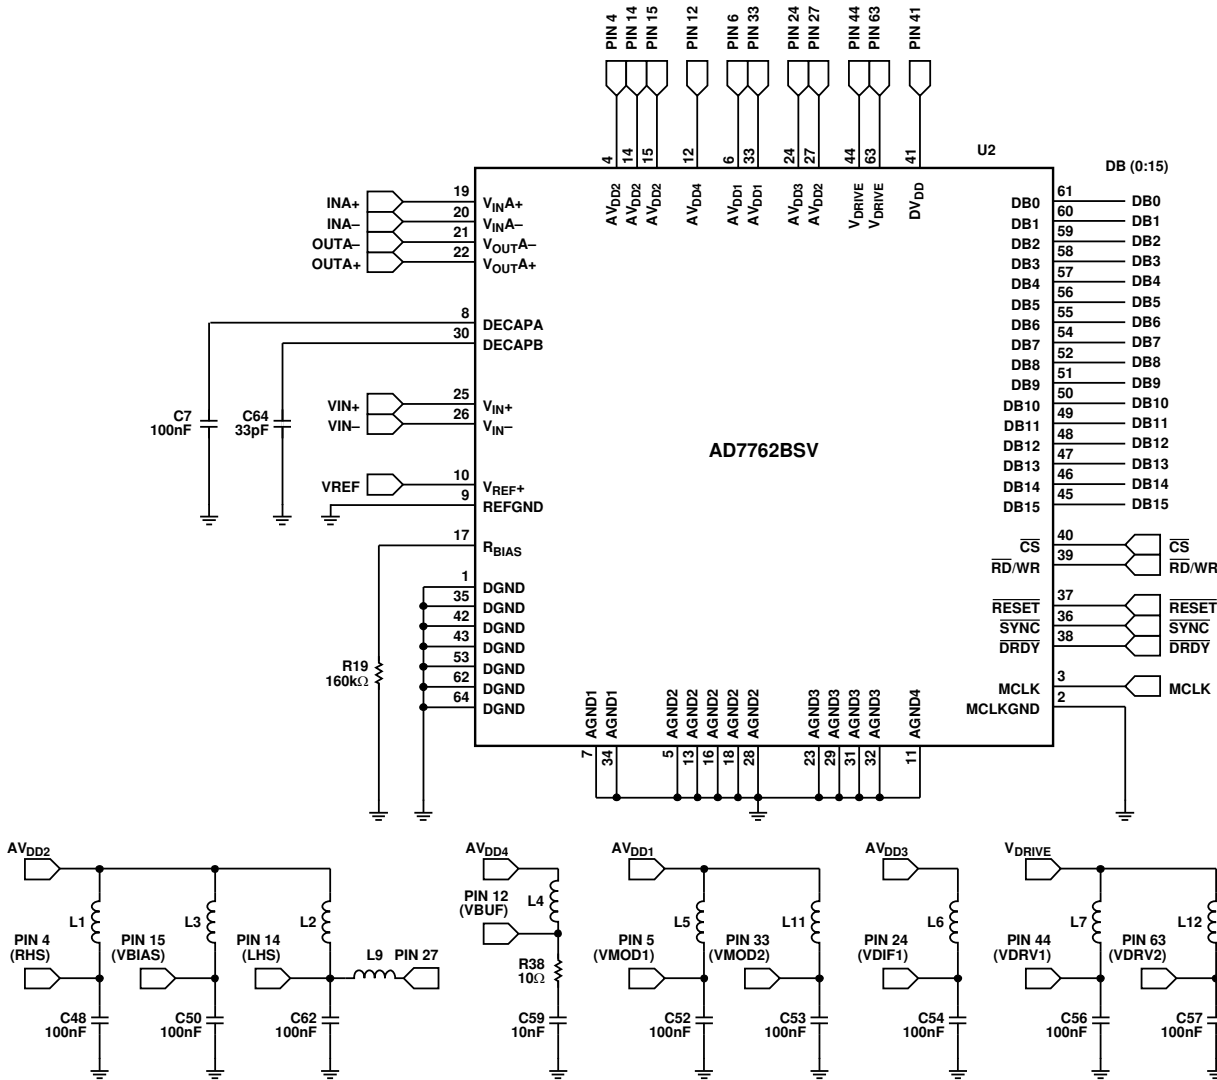 PIN 4
PIN 14
PIN 15
PIN 12
PIN 6
PIN 33
PIN 24
PIN 27
PIN 44
PIN 63
PIN 41
4
14
15
12
6
33
24
27
44
63
41
U2
DB (0:15)
AVDD2
AVDD2
AVDD2
AVDD4
AVDD1
AVDD1
AVDD3
AVDD2
VDRIVE
VDRIVE
DVDD
INA+ 19 VINA+
INA– 20 VINA–
OUTA– 21 VOUTA–
OUTA+ 22 VOUTA+
8 DECAPA
30 DECAPB
C7
100nF
C64
33pF
VIN+ 25 VIN+
VIN– 26 VIN–
VREF 10 VREF+
9 REFGND
17 RBIAS
1 DGND
35 DGND
42 DGND
43 DGND
53 DGND
62 DGND
64 DGND
R19
160kΩ
AD7762BSV
DB0 61 DB0
DB1 60 DB1
DB2 59 DB2
DB3 58 DB3
DB4 57 DB4
DB5 56 DB5
DB6 55 DB6
DB7 54 DB7
DB8 52 DB8
DB9 51 DB9
DB10 50 DB10
DB11 49 DB11
DB12 48 DB12
DB13 47 DB13
DB14 46 DB14
DB15 45 DB15
CS 40 CS
RD/WR 39 RD/WR
RESET 37 RESET
SYNC 36 SYNC
DRDY 38 DRDY
MCLK 3 MCLK
MCLKGND 2
AGND1
AGND1
AGND2
AGND2
AGND2
AGND2
AGND2
AGND3
AGND3
AGND3
AGND3
AGND4
7
34
5
13
16
18
28
23
29
31
32
11
AVDD2
L1
L3
L2
PIN 4
(RHS)
PIN 15
(VBIAS)
PIN 14
(LHS)
L9
PIN 27
C48
100nF
C50
100nF
C62
100nF
AVDD4
PIN 12
(VBUF)
L4
R38
10Ω
C59
10nF
AVDD1
L5
L11
PIN 5
(VMOD1)
PIN 33
(VMOD2)
C52
100nF
C53
100nF
AVDD3
L6
PIN 24
(VDIF1)
C54
100nF
VDRIVE
L7
L12
PIN 44
(VDRV1)
PIN 63
(VDRV2)
C56
100nF
C57
100nF